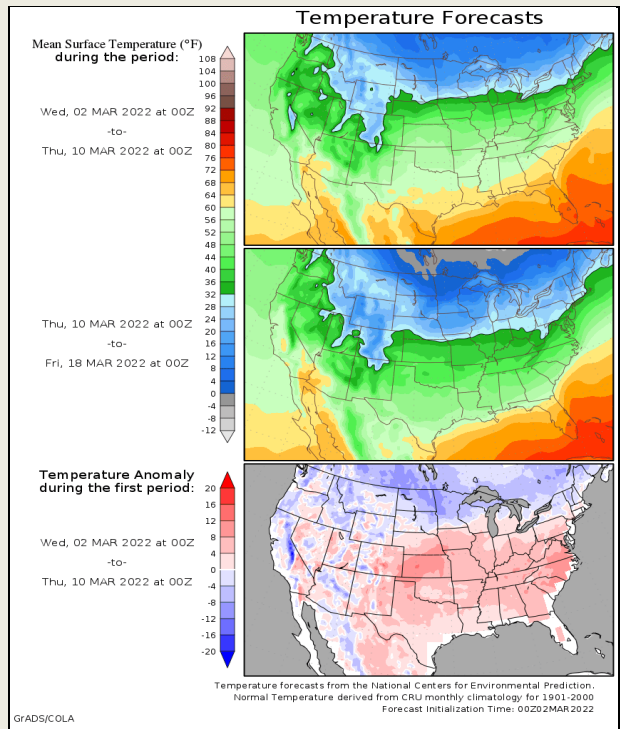 Temperature Forecasts
Mean Surface Temperature (°F)
during the period:
Wed, 02 MAR 2022 at 00Z
-to-
Thu, 10 MAR 2022 at 00Z
108
104
100
96
92
88
84
80
76
72
68
64
60
56
52
48
44
40
36
32
28
24
20
16
12
8
4
0
-4
-8
-12
Thu, 10 MAR 2022 at 00Z
-to-
Fri, 18 MAR 2022 at 00Z
Temperature Anomaly
during the first period:
Wed, 02 MAR 2022 at 00Z
-to-
Thu, 10 MAR 2022 at 00Z
20
16
12
8
4
0
-4
-8
-12
-16
-20
Temperature forecasts from the National Centers for Environmental Prediction.
Normal Temperature derived from CRU monthly climatology for 1901-2000
Forecast Initialization Time: 00Z02MAR2022
GrADS/COLA